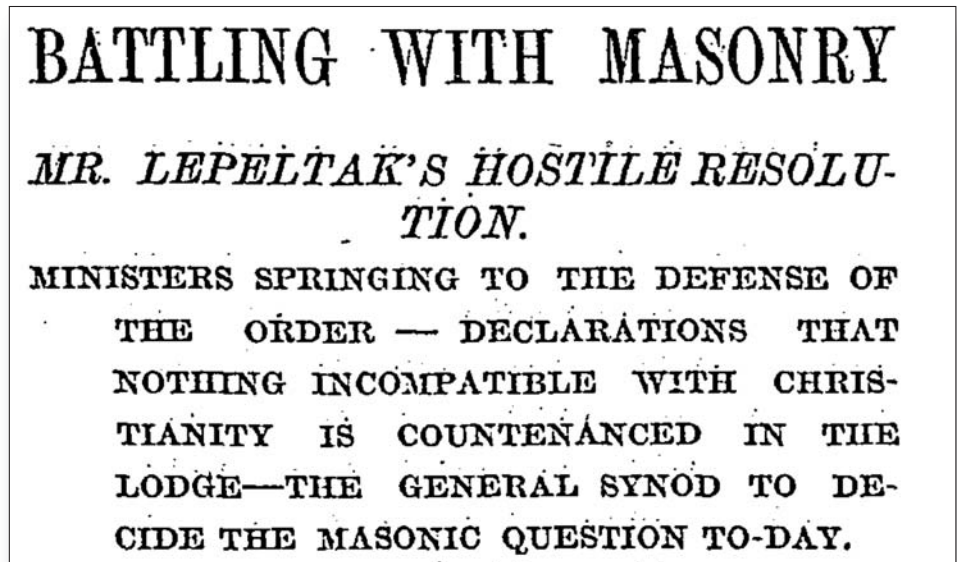 BATTLING WITH MASONRY
MR. LEPELTAK'S HOSTILE RESOLU-
TION.
MINISTERS SPRINGING TO THE DEFENSE OF
THE ORDER — DECLARATIONS THAT
NOTHING INCOMPATIBLE WITH CHRIS-
TIANITY IS COUNTENANCED IN THE
LODGE—THE GENERAL SYNOD TO DE-
CIDE THE MASONIC QUESTION TO-DAY.